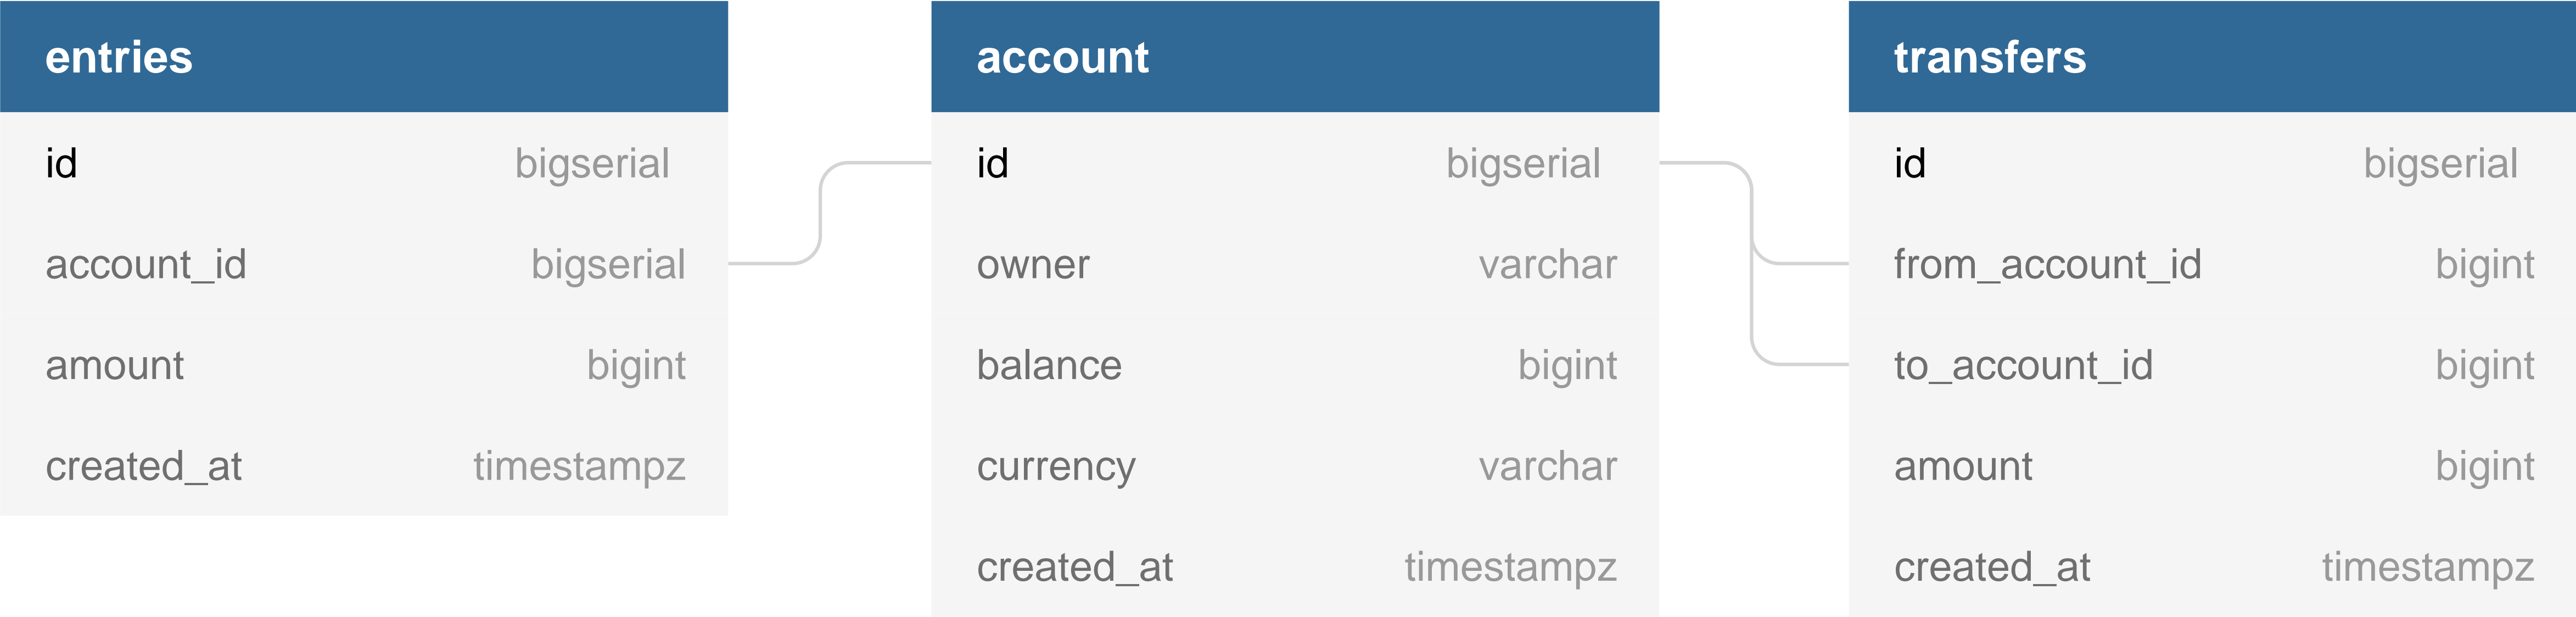 entries
id bigserial
account_id bigserial
amount bigint
created_at timestampz
account
id bigserial
owner varchar
balance bigint
currency varchar
created_at timestampz
transfers
id bigserial
from_account_id bigint
to_account_id bigint
amount bigint
created_at timestampz